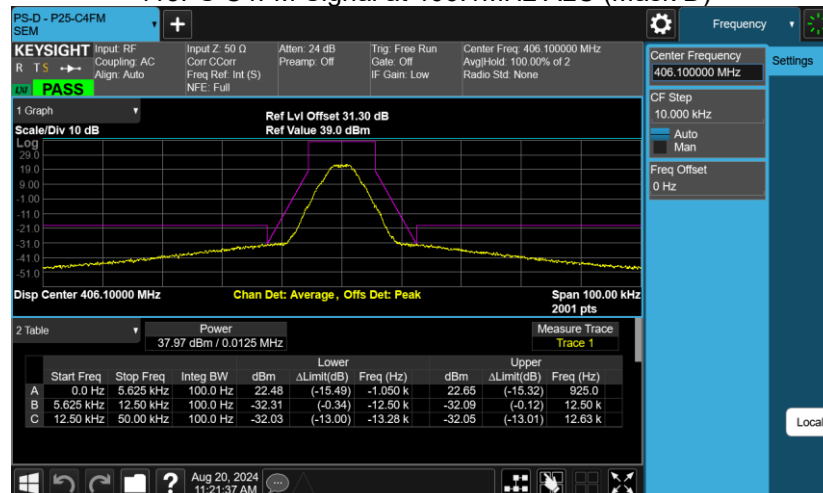 PS-D - P25-C4FM
SEM
Frequency
KEYSIGHT
R T S
LNI PASS
Input: RF
Coupling: AC
Align: Auto
Input Z: 50 Ω
Corr CCorr
Freq Ref: Int (S)
NFE: Full
Atten: 24 dB
Preamp: Off
Trig: Free Run
Gate: Off
IF Gain: Low
Center Freq: 406.100000 MHz
Avg|Hold: 100.00% of 2
Radio Std: None
Center Frequency
406.100000 MHz
Settings
CF Step
10.000 kHz
Auto
Man
Freq Offset
0 Hz
1 Graph
Scale/Div 10 dB
Ref Lvl Offset 31.30 dB
Ref Value 39.0 dBm
Log
29.0
19.0
9.00
-1.00
-11.0
-21.0
-31.0
-41.0
-51.0
Disp Center 406.10000 MHz
Chan Det: Average, Offs Det: Peak
Span 100.00 kHz
2001 pts
2 Table
Power
37.97 dBm / 0.0125 MHz
Measure Trace
Trace 1
Lower Upper
Start Freq Stop Freq Integ BW dBm ΔLimit(dB) Freq (Hz) dBm ΔLimit(dB) Freq (Hz)
A 0.0 Hz 5.625 kHz 100.0 Hz 22.48 (-15.49) -1.050 k 22.65 (-15.32) 925.0
B 5.625 kHz 12.50 kHz 100.0 Hz -32.31 (-0.34) -12.50 k -32.09 (-0.12) 12.50 k
C 12.50 kHz 50.00 kHz 100.0 Hz -32.03 (-13.00) -13.28 k -32.05 (-13.01) 12.63 k
Local
Aug 20, 2024
11:21:37 AM